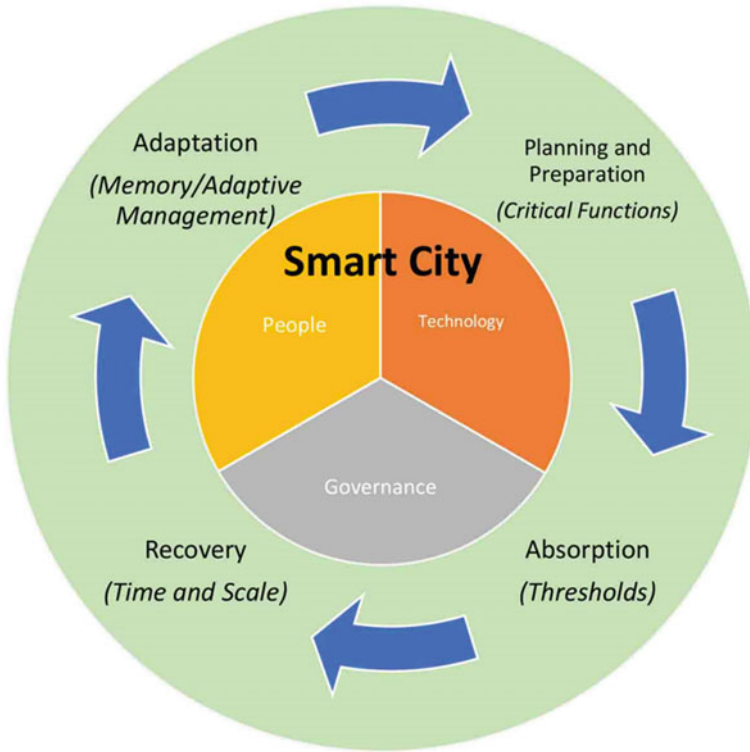 Adaptation
(Memory/Adaptive
Management)
Planning and
Preparation
(Critical Functions)
Smart City
People
Technology
Governance
Recovery
(Time and Scale)
Absorption
(Thresholds)